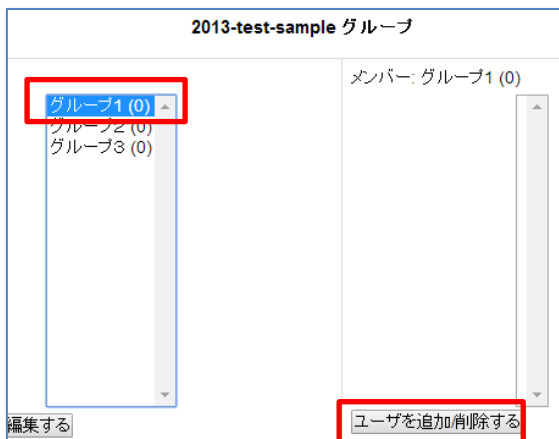 2013-test-sample グループ
メンバー: グループ1 (0)
グループ1 (0)
グループ2 (0)
グループ3 (0)
編集する
ユーザを追加/削除する